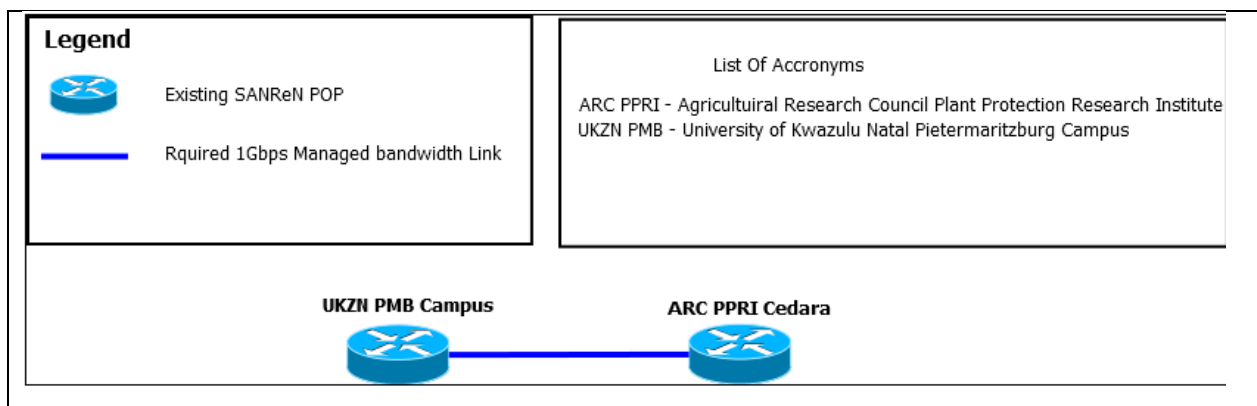 Legend
Existing SANReN POP
Rquired 1Gbps Managed bandwidth Link
List Of Accronyms
ARC PPRI - Agricultuiral Research Council Plant Protection Research Institute
UKZN PMB - University of Kwazulu Natal Pietermaritzburg Campus
UKZN PMB Campus
ARC PPRI Cedara